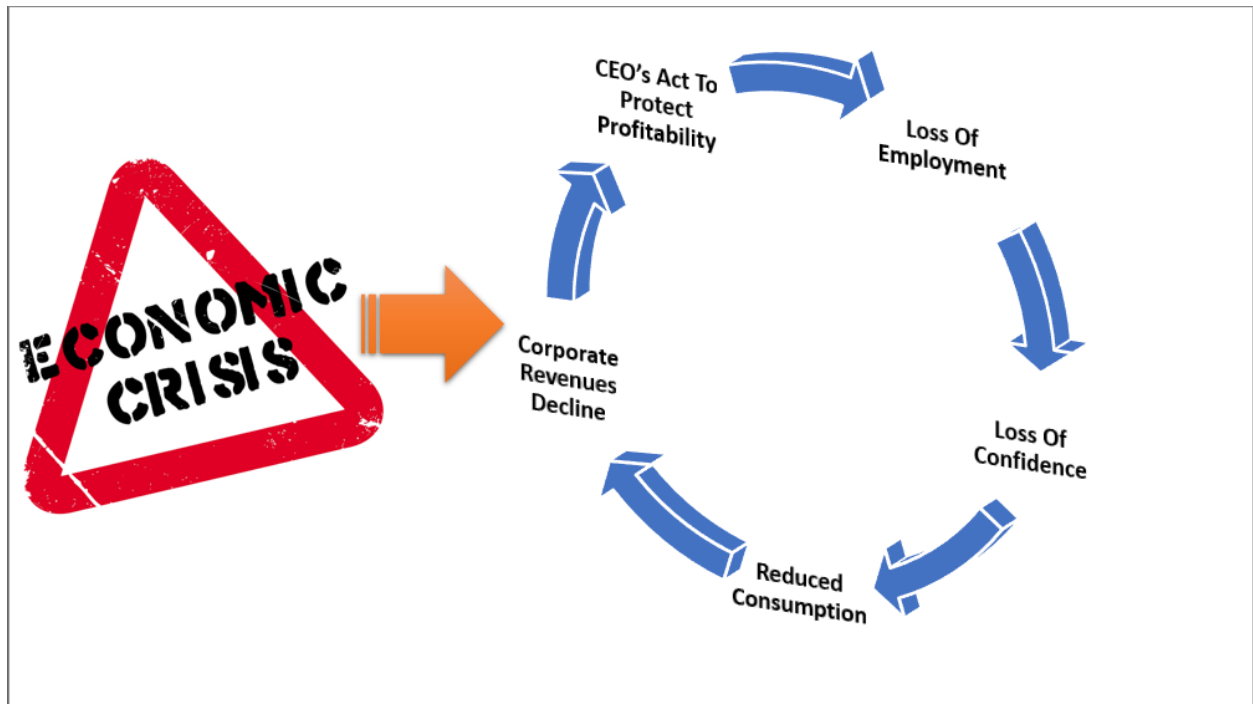 ECONOMIC
CRISIS
Corporate
Revenues
Decline
CEO's Act To
Protect
Profitability
Loss Of
Employment
Loss Of
Confidence
Reduced
Consumption